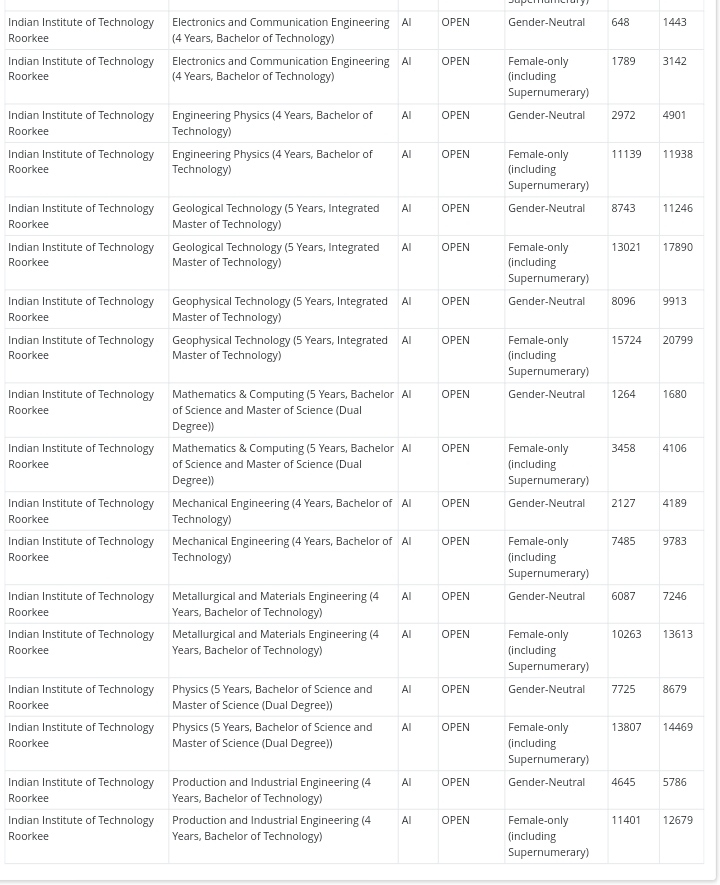 Supernumerary)
Indian Institute of Technology Electronics and Communication Engineering AI OPEN Gender-Neutral 648 1443
Roorkee (4 Years, Bachelor of Technology)
Indian Institute of Technology Electronics and Communication Engineering AI OPEN Female-only 1789 3142
Roorkee (4 Years, Bachelor of Technology) (including
Supernumerary)
Indian Institute of Technology Engineering Physics (4 Years, Bachelor of AI OPEN Gender-Neutral 2972 4901
Roorkee Technology)
Indian Institute of Technology Engineering Physics (4 Years, Bachelor of AI OPEN Female-only 11139 11938
Roorkee Technology) (including
Supernumerary)
Indian Institute of Technology Geological Technology (5 Years, Integrated AI OPEN Gender-Neutral 8743 11246
Roorkee Master of Technology)
Indian Institute of Technology Geological Technology (5 Years, Integrated AI OPEN Female-only 13021 17890
Roorkee Master of Technology) (including
Supernumerary)
Indian Institute of Technology Geophysical Technology (5 Years, Integrated AI OPEN Gender-Neutral 8096 9913
Roorkee Master of Technology)
Indian Institute of Technology Geophysical Technology (5 Years, Integrated AI OPEN Female-only 15724 20799
Roorkee Master of Technology) (including
Supernumerary)
Indian Institute of Technology Mathematics & Computing (5 Years, Bachelor AI OPEN Gender-Neutral 1264 1680
Roorkee of Science and Master of Science (Dual
Degree))
Indian Institute of Technology Mathematics & Computing (5 Years, Bachelor AI OPEN Female-only 3458 4106
Roorkee of Science and Master of Science (Dual (including
Degree)) Supernumerary)
Indian Institute of Technology Mechanical Engineering (4 Years, Bachelor of AI OPEN Gender-Neutral 2127 4189
Roorkee Technology)
Indian Institute of Technology Mechanical Engineering (4 Years, Bachelor of AI OPEN Female-only 7485 9783
Roorkee Technology) (including
Supernumerary)
Indian Institute of Technology Metallurgical and Materials Engineering (4 AI OPEN Gender-Neutral 6087 7246
Roorkee Years, Bachelor of Technology)
Indian Institute of Technology Metallurgical and Materials Engineering (4 AI OPEN Female-only 10263 13613
Roorkee Years, Bachelor of Technology) (including
Supernumerary)
Indian Institute of Technology Physics (5 Years, Bachelor of Science and AI OPEN Gender-Neutral 7725 8679
Roorkee Master of Science (Dual Degree))
Indian Institute of Technology Physics (5 Years, Bachelor of Science and AI OPEN Female-only 13807 14469
Roorkee Master of Science (Dual Degree)) (including
Supernumerary)
Indian Institute of Technology Production and Industrial Engineering (4 AI OPEN Gender-Neutral 4645 5786
Roorkee Years, Bachelor of Technology)
Indian Institute of Technology Production and Industrial Engineering (4 AI OPEN Female-only 11401 12679
Roorkee Years, Bachelor of Technology) (including
Supernumerary)